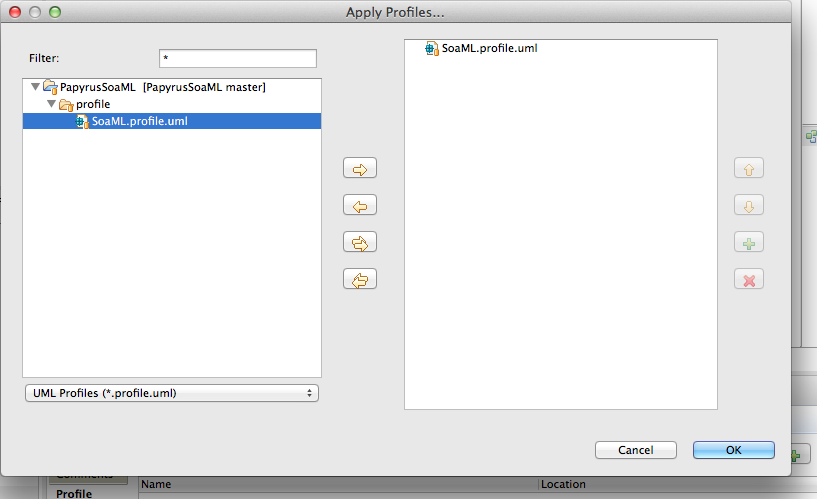 Apply Profiles...
Filter:
*
PapyrusSoaML [PapyrusSoaML master]
profile
SoaML.profile.uml
SoaML.profile.uml
UML Profiles (*.profile.uml)
Cancel
OK
Comments
Name
Location
Profile